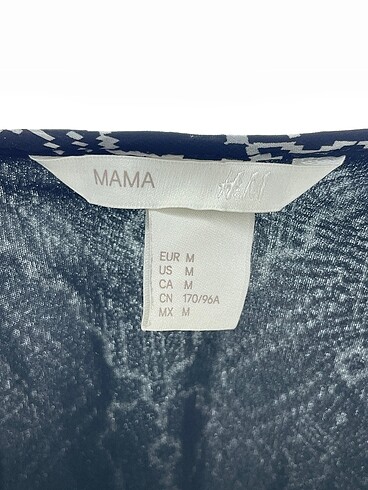 MAMA H&M
EUR M
US M
CA M
CN 170/96A
MX M